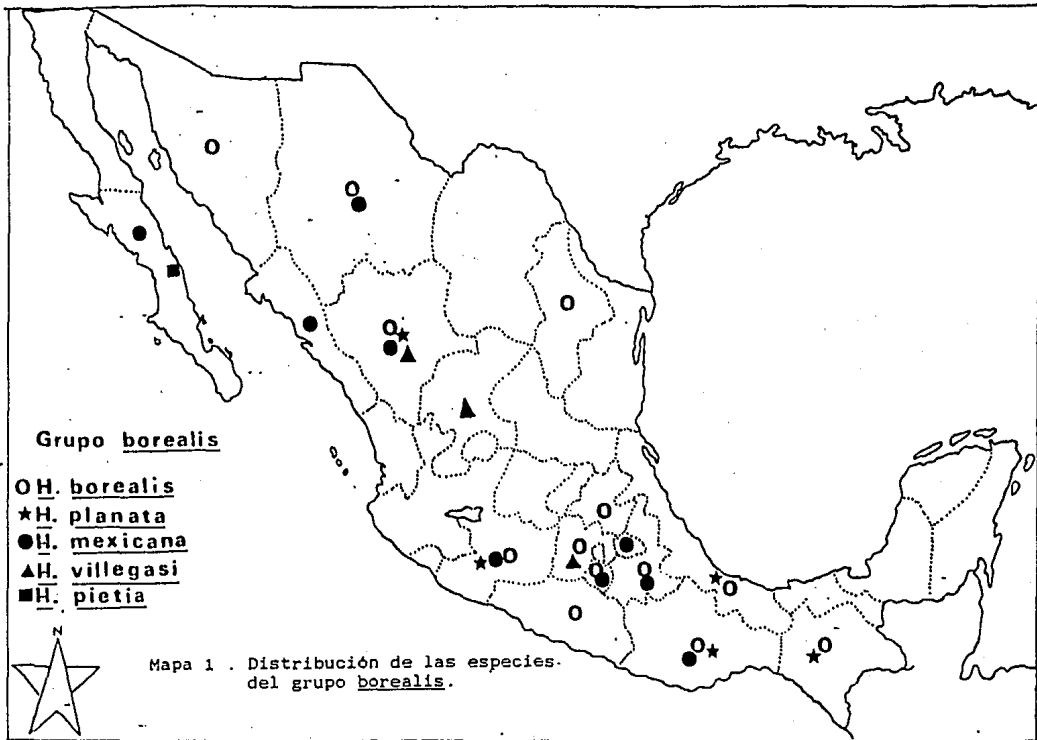 Grupo borealis
O H. borealis
★ H. planata
● H. mexicana
▲ H. villegasi
■ H. pietia
N
Mapa 1 . Distribución de las especies.
del grupo borealis.